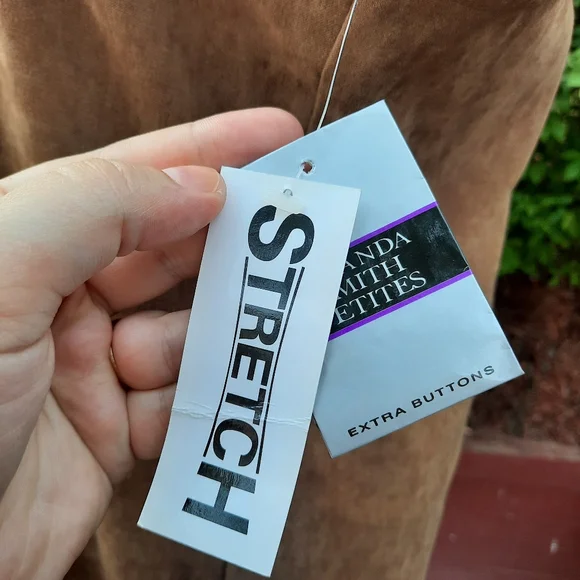 STRETCH
ANDA
MITH
ETITES
EXTRA BUTTONS